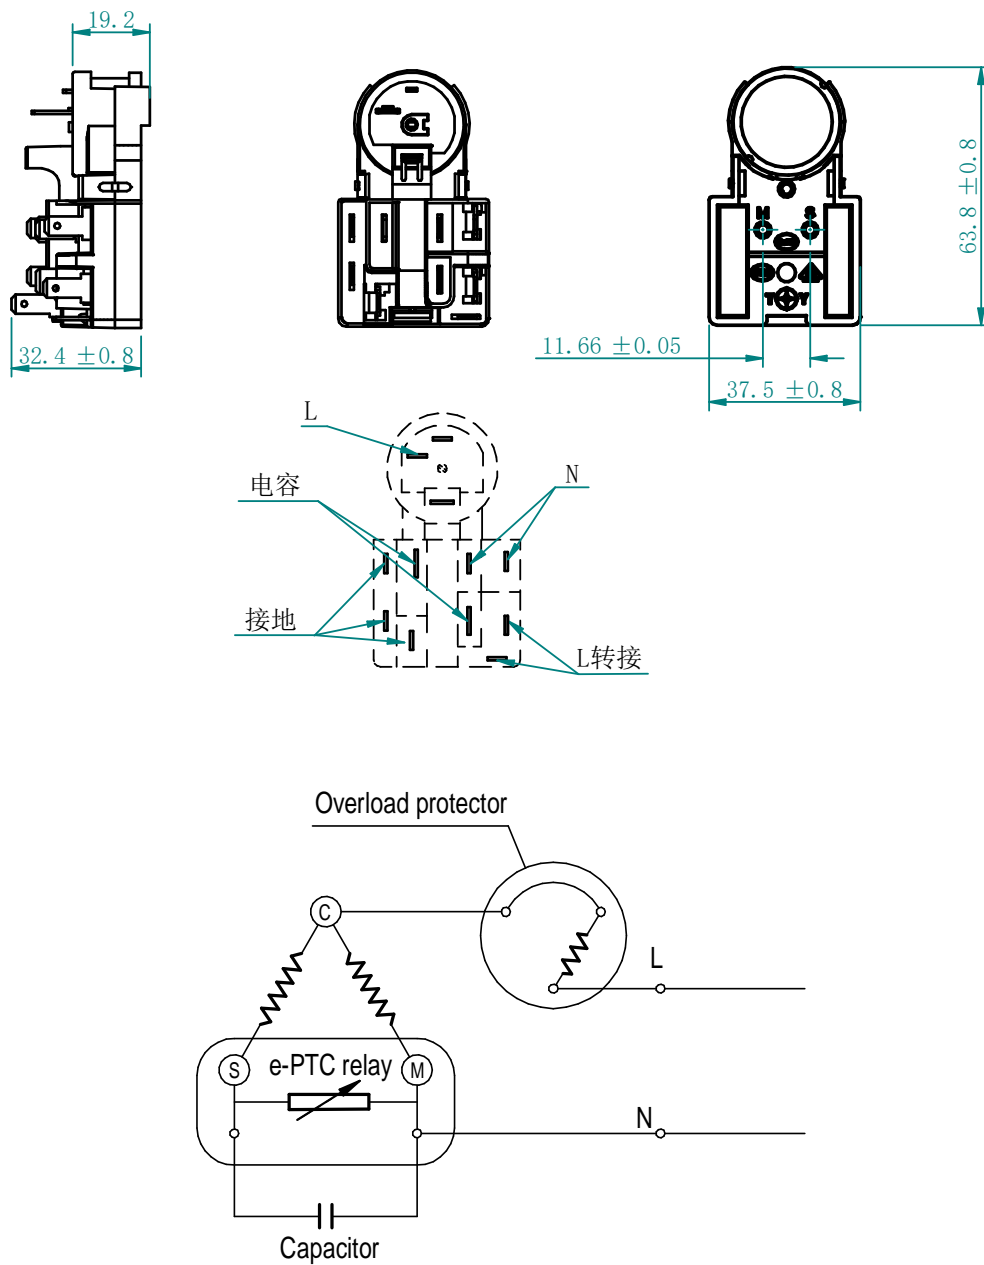 19.2
63.8 ±0.8
M S
T Y
32.4 ±0.8
11.66 ±0.05
37.5 ±0.8
L
电容
N
接地
L转接
Overload protector
C
L
S
e-PTC relay
M
N
Capacitor